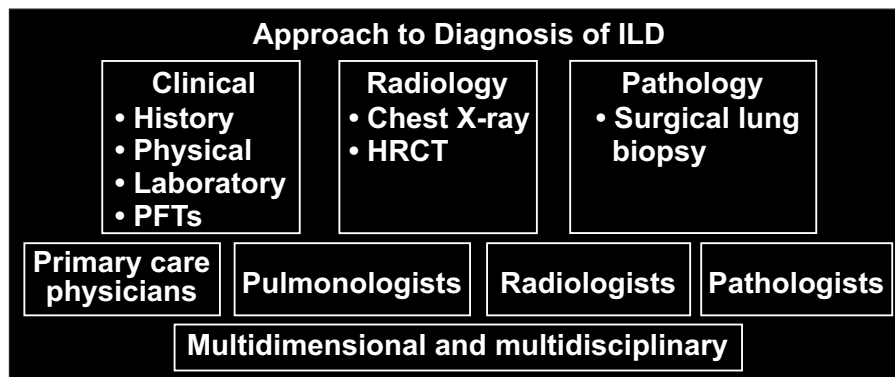 Approach to Diagnosis of ILD
Clinical
• History
• Physical
• Laboratory
• PFTs
Radiology
• Chest X-ray
• HRCT
Pathology
• Surgical lung
biopsy
Primary care
physicians
Pulmonologists
Radiologists
Pathologists
Multidimensional and multidisciplinary